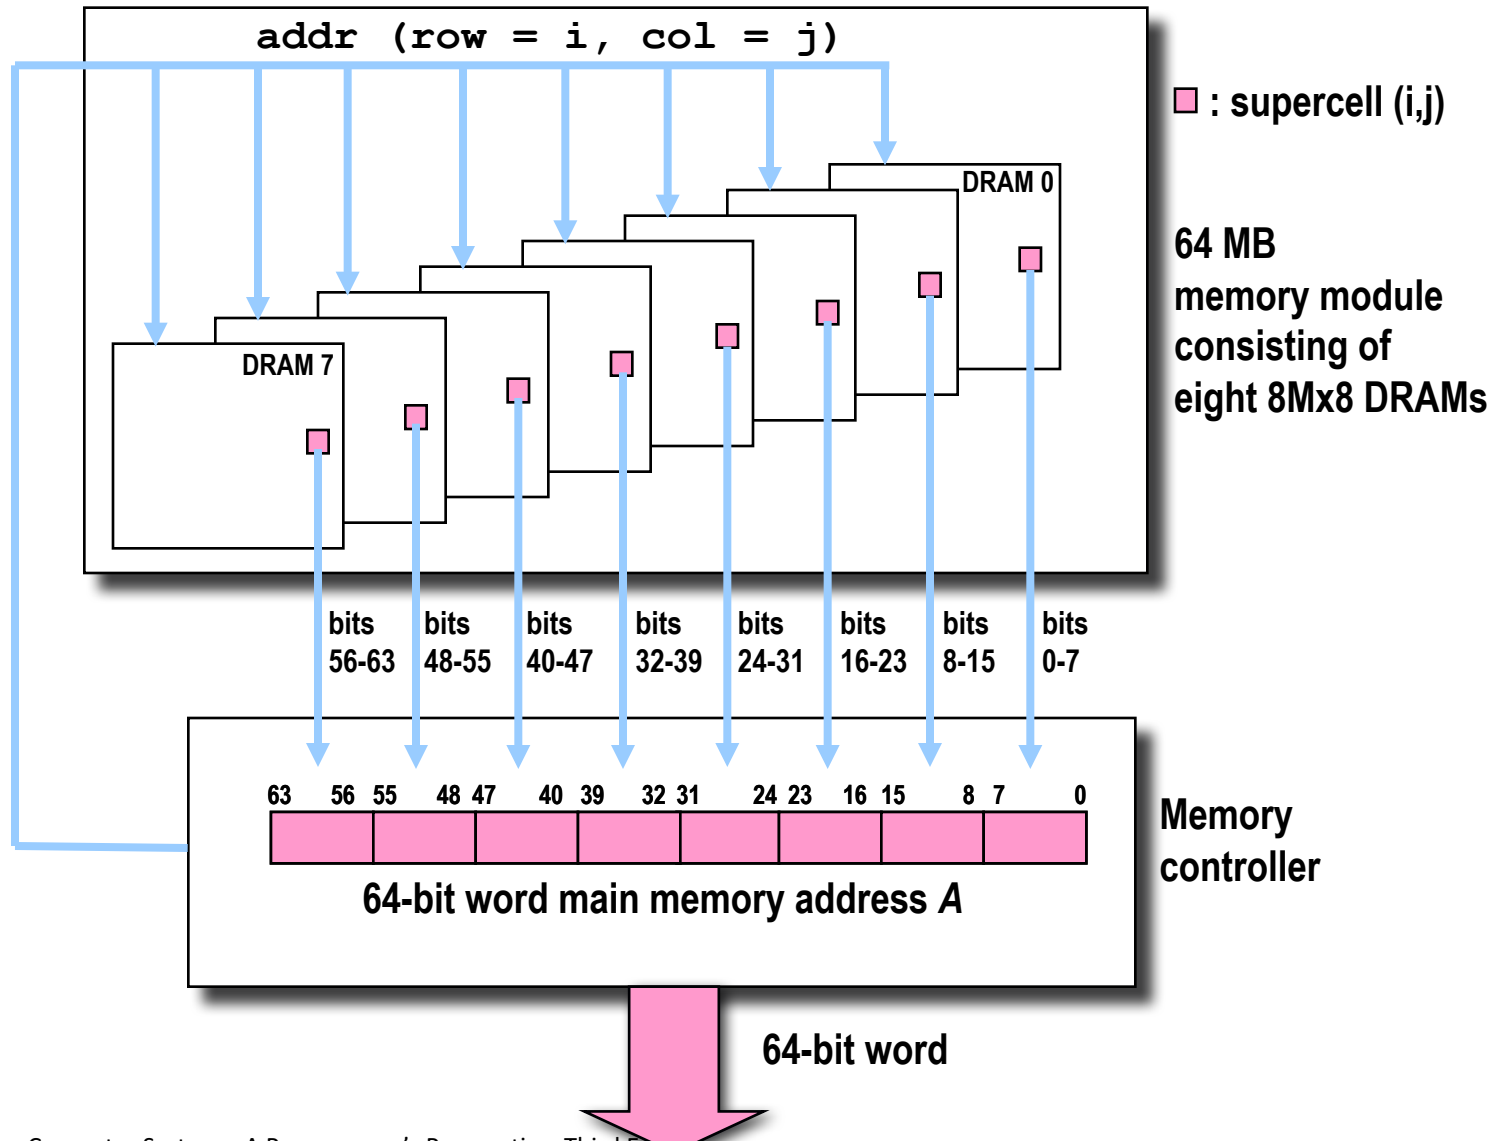 addr (row = i, col = j)
: supercell (i,j)
DRAM 0
64 MB
memory module
consisting of
eight 8Mx8 DRAMs
DRAM 7
bits
56-63
bits
48-55
bits
40-47
bits
32-39
bits
24-31
bits
16-23
bits
8-15
bits
0-7
63 56 55 48 47 40 39 32 31 24 23 16 15 8 7 0
Memory
controller
64-bit word main memory address A
64-bit word